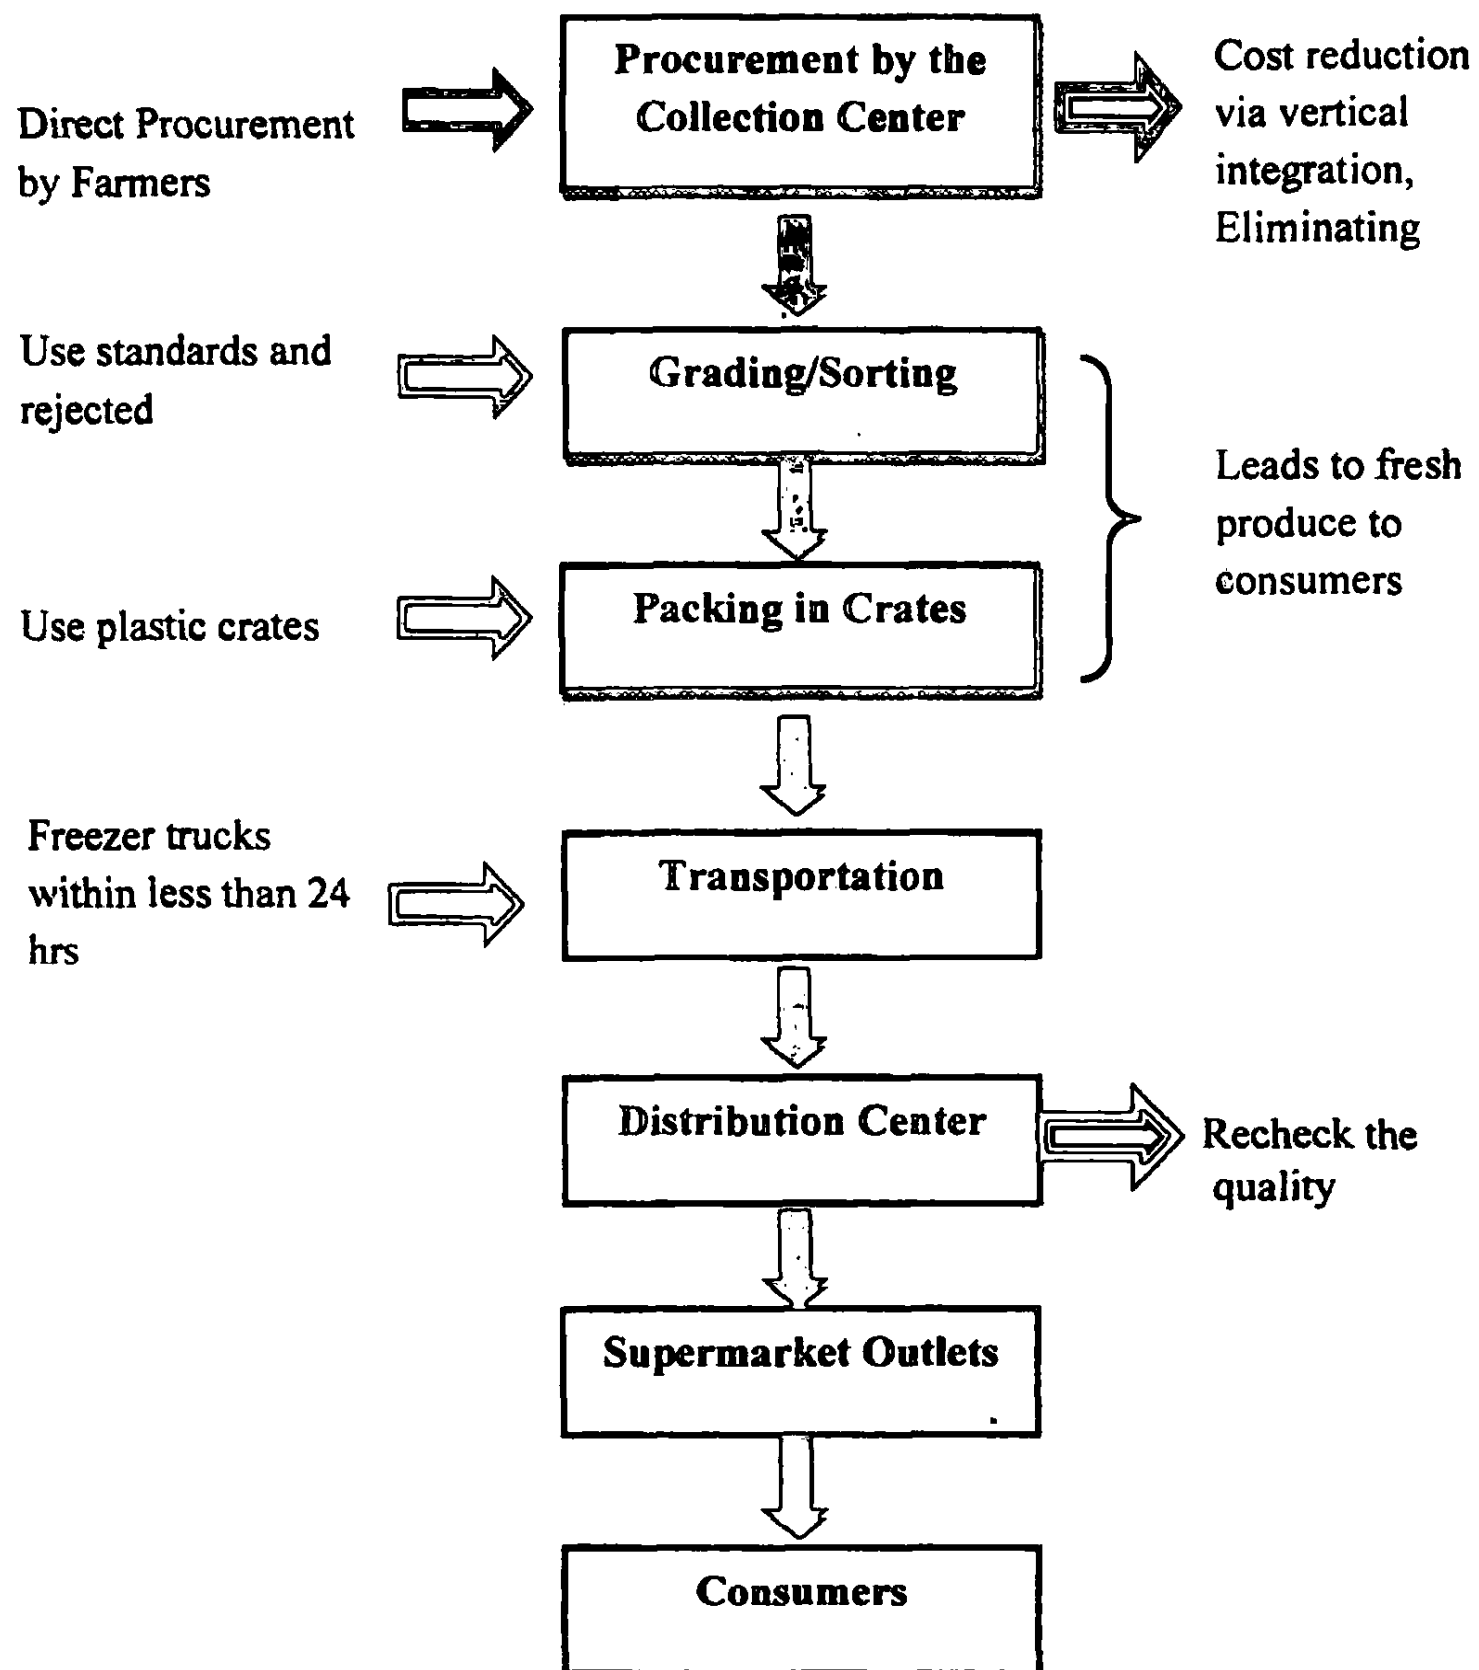 Procurement by the
Collection Center
Direct Procurement
by Farmers
Cost reduction
via vertical
integration,
Eliminating
Use standards and
rejected
Grading/Sorting
Leads to fresh
produce to
consumers
Use plastic crates
Packing in Crates
Freezer trucks
within less than 24
hrs
Transportation
Distribution Center
Recheck the
quality
Supermarket Outlets
Consumers